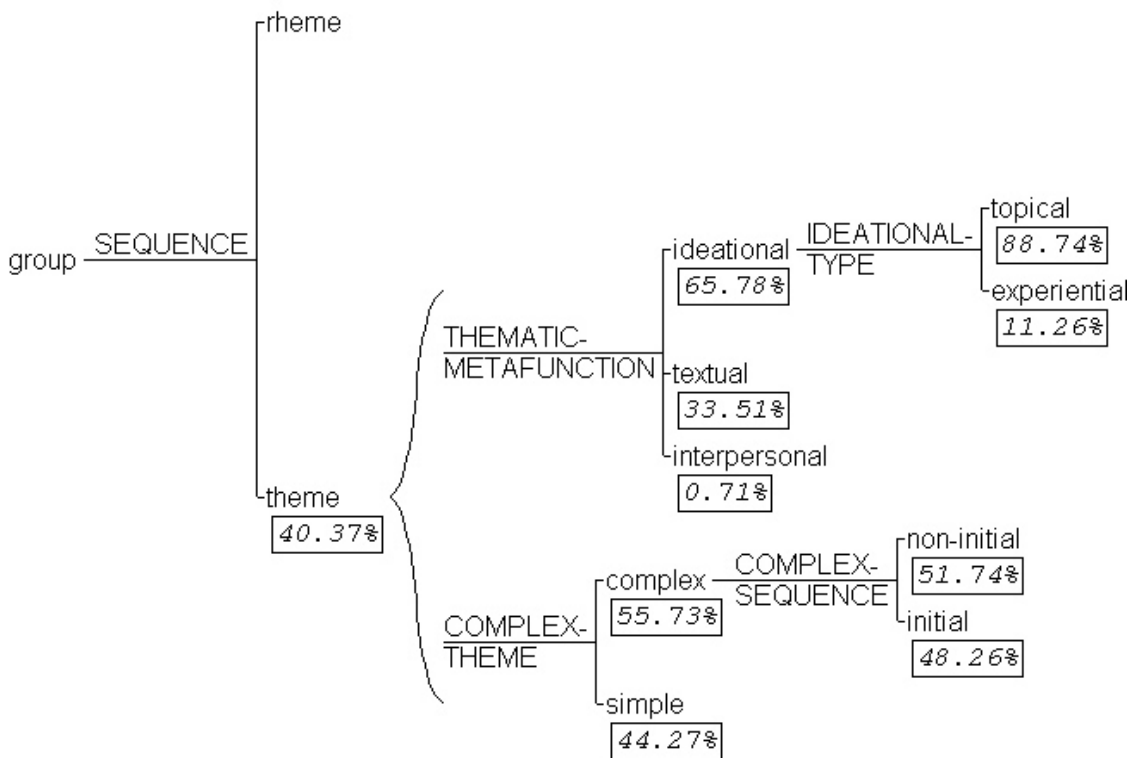 rheme
group
SEQUENCE
theme
40.37%
THEMATIC-
METAFUNCTION
ideational
65.78%
IDEATIONAL-
TYPE
topical
88.74%
experiential
11.26%
textual
33.51%
interpersonal
0.71%
COMPLEX-
THEME
complex
55.73%
COMPLEX-
SEQUENCE
non-initial
51.74%
initial
48.26%
simple
44.27%